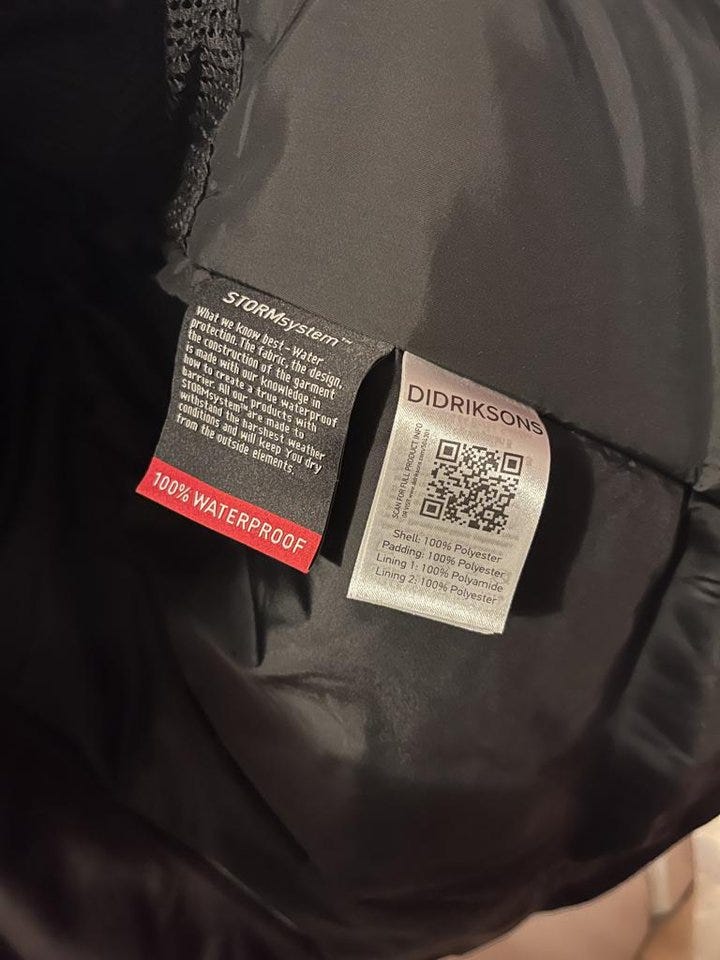 STORMsystem™
What we know best – Water
protection. The fabric, the design,
the construction of the garment
is made with our knowledge in
how to create a true waterproof
barrier. All our products with
STORMsystem™ are made to
withstand the harshest weather
conditions and will keep You dry
from the outside elements.
100% WATERPROOF
DIDRIKSONS
SCAN FOR FULL PRODUCT INFO
Shell: 100% Polyester
Padding: 100% Polyester
Lining 1: 100% Polyamide
Lining 2: 100% Polyester